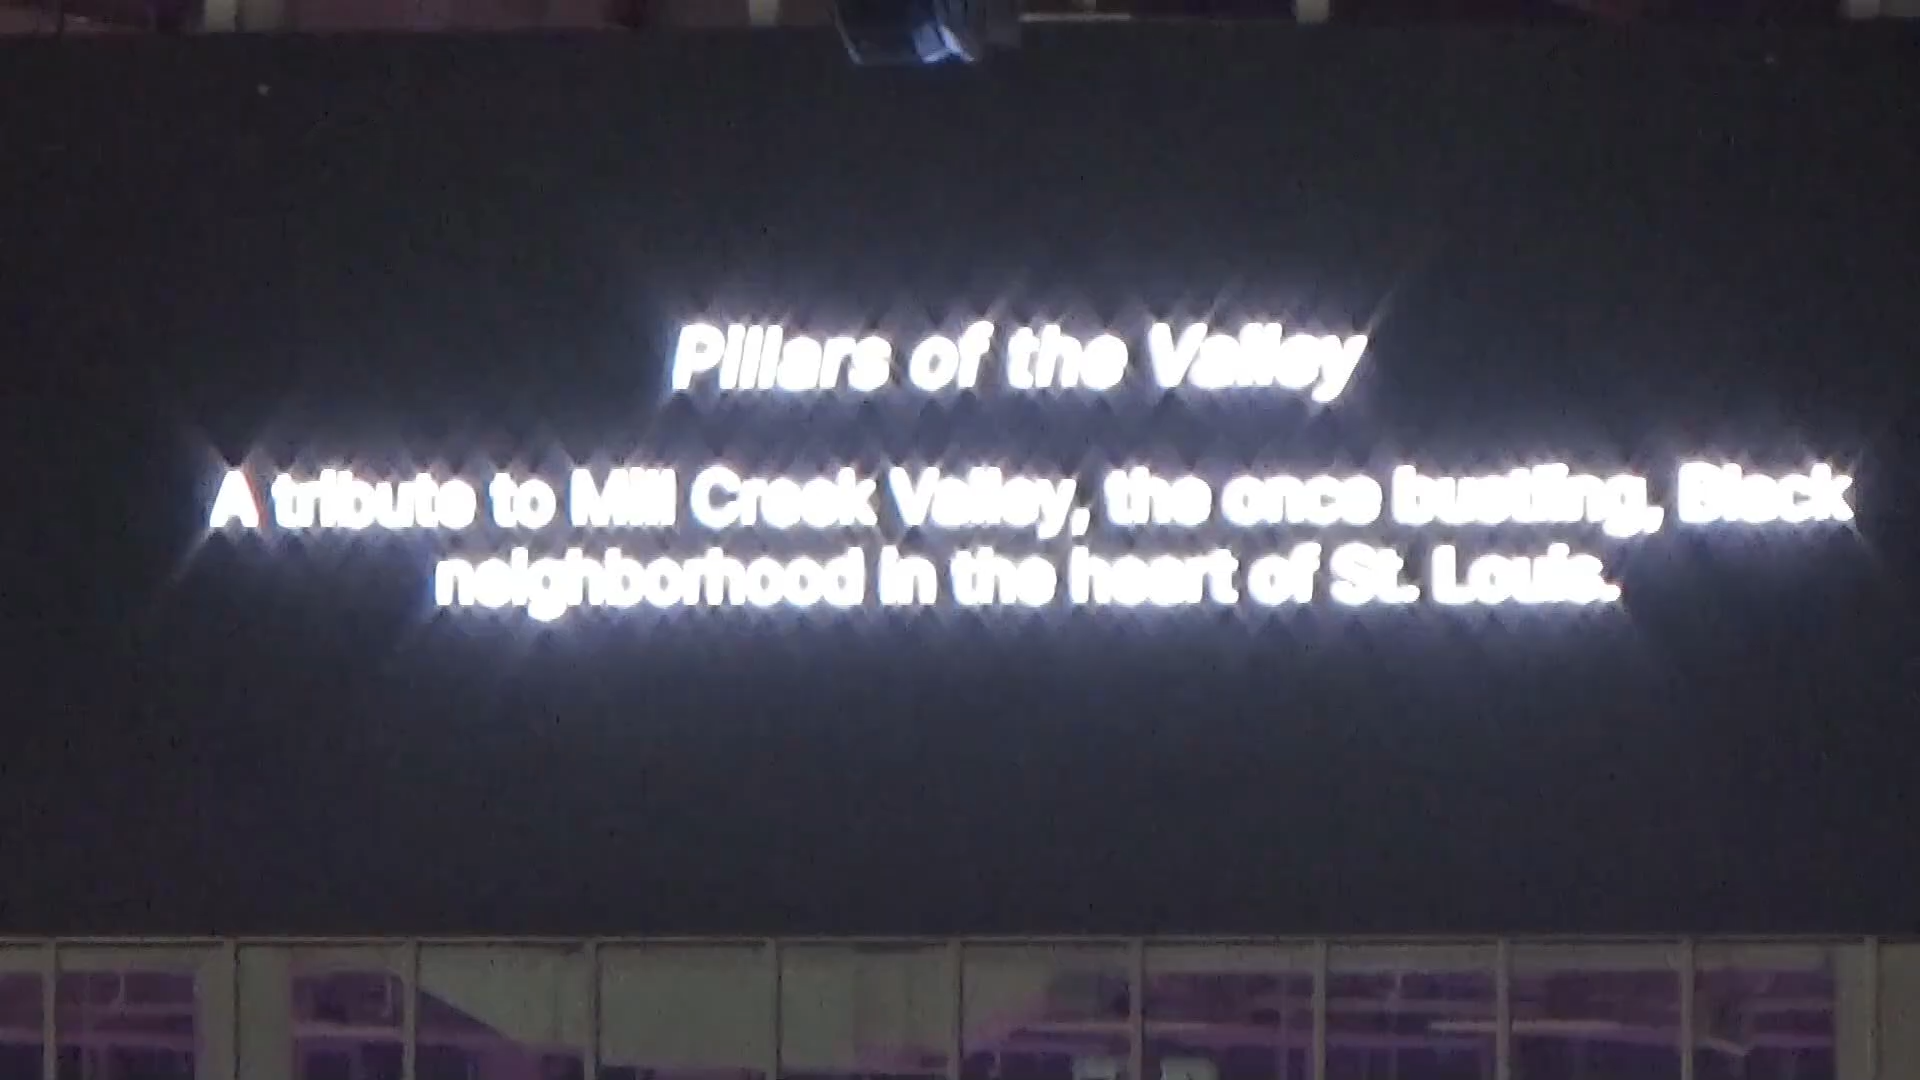 Pillars of the Valley
A tribute to Mill Creek Valley, the once bustling, Black
neighborhood in the heart of St. Louis.